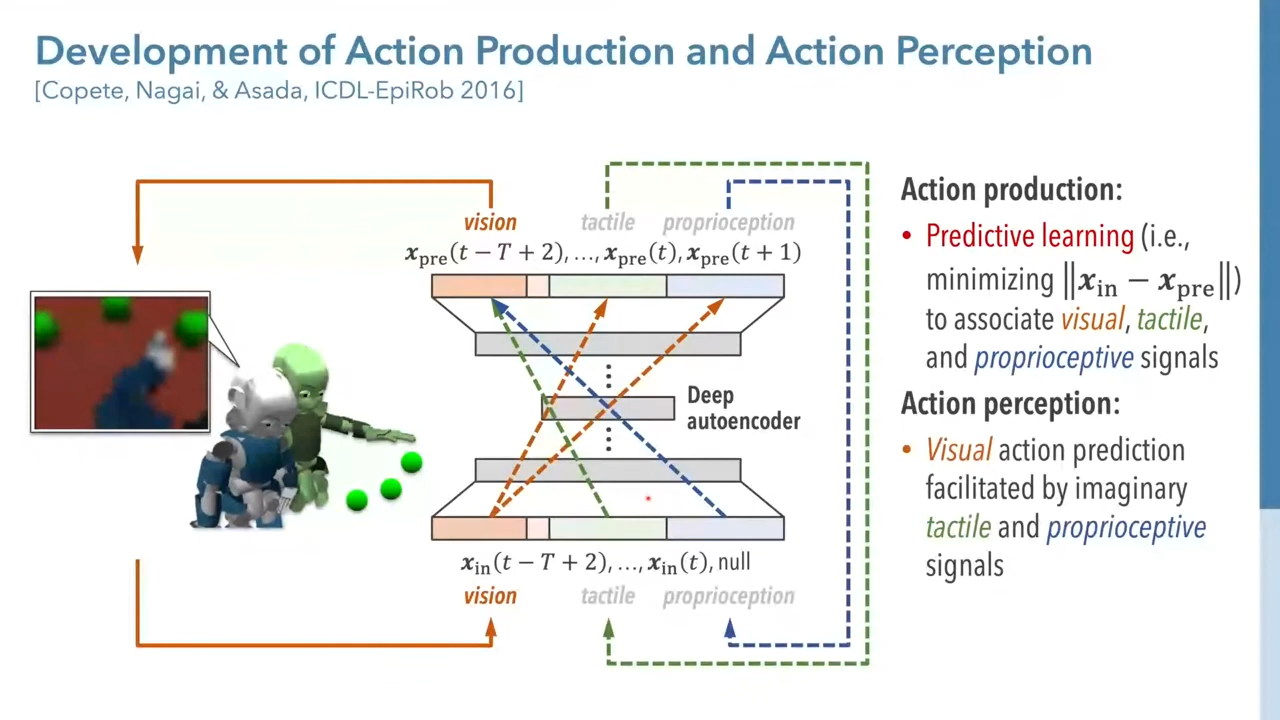 Development of Action Production and Action Perception
[Copete, Nagai, & Asada, ICDL-EpiRob 2016]
vision tactile proprioception
x_pre(t − T + 2), …, x_pre(t), x_pre(t + 1)
Deep
autoencoder
x_in(t − T + 2), …, x_in(t), null
vision tactile proprioception
Action production:
• Predictive learning (i.e.,
minimizing ‖x_in − x_pre‖)
to associate visual, tactile,
and proprioceptive signals
Action perception:
• Visual action prediction
facilitated by imaginary
tactile and proprioceptive
signals